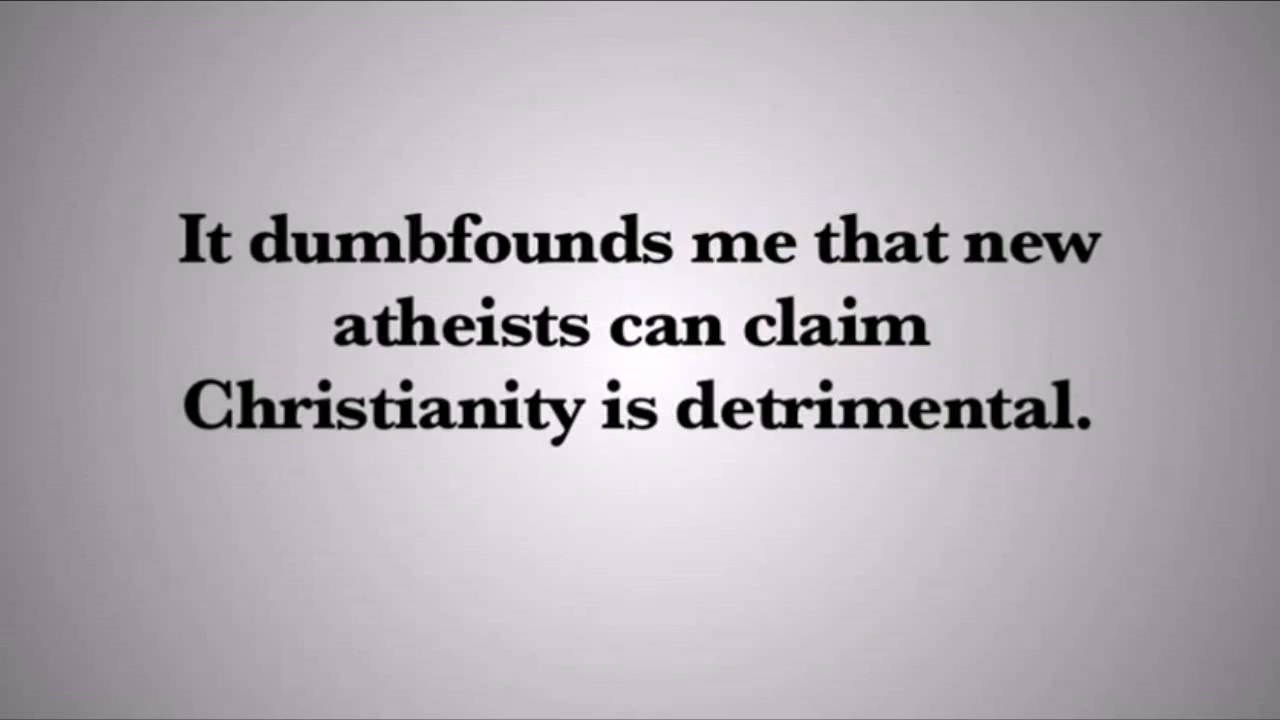 It dumbfounds me that new
atheists can claim
Christianity is detrimental.